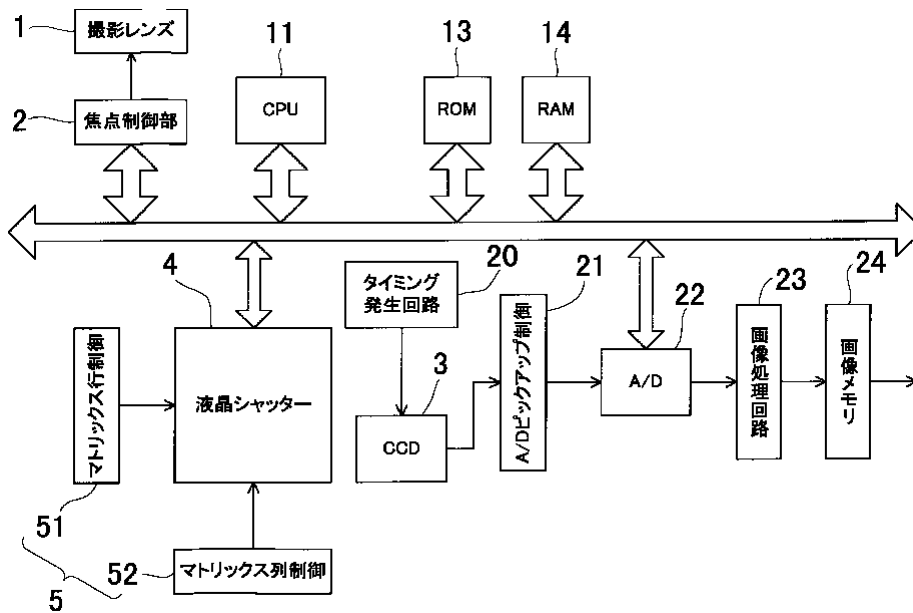 1
撮影レンズ
11
13
14
2
焦点制御部
CPU
ROM
RAM
4
20
21
22
23
24
タイミング
発生回路
マトリックス行制御
液晶シャッター
3
CCD
A/Dピックアップ制御
A/D
画像処理回路
画像メモリ
51
52
マトリックス列制御
5